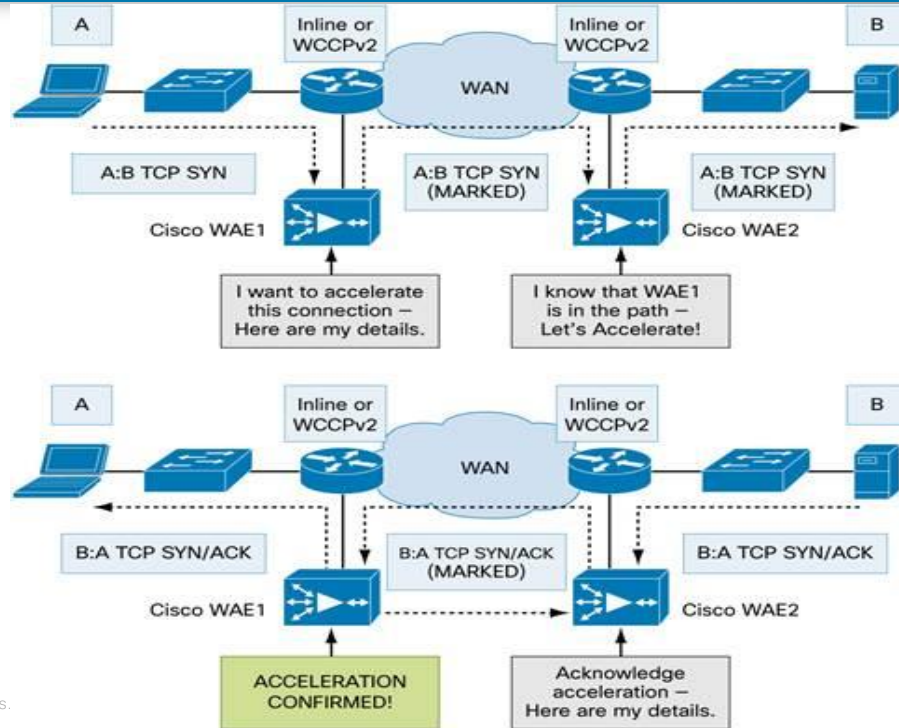 A
Inline or
WCCPv2
WAN
Inline or
WCCPv2
B
A:B TCP SYN
A:B TCP SYN
(MARKED)
A:B TCP SYN
(MARKED)
Cisco WAE1
Cisco WAE2
I want to accelerate
this connection –
Here are my details.
I know that WAE1
is in the path –
Let's Accelerate!
A
Inline or
WCCPv2
WAN
Inline or
WCCPv2
B
B:A TCP SYN/ACK
B:A TCP SYN/ACK
(MARKED)
B:A TCP SYN/ACK
Cisco WAE1
Cisco WAE2
ACCELERATION
CONFIRMED!
Acknowledge
acceleration –
Here are my details.